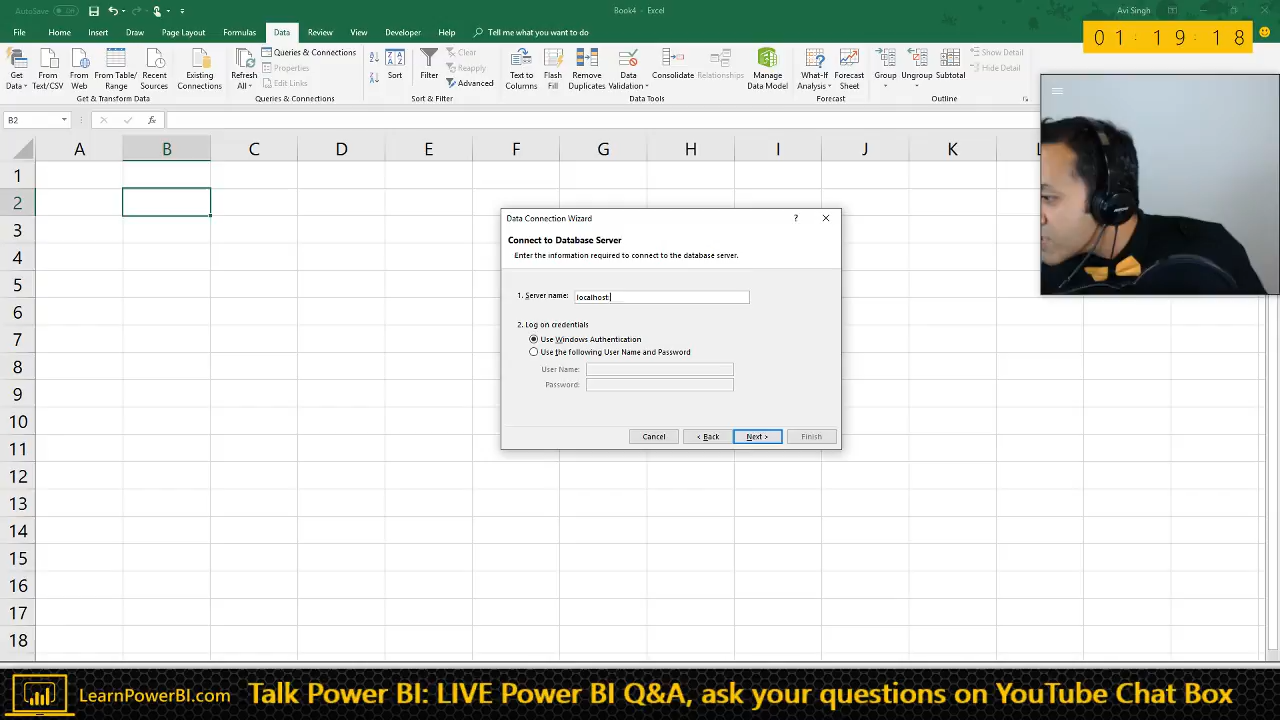 AutoSave Off
Book4 - Excel
Avi Singh
File Home Insert Draw Page Layout Formulas Data Review View Developer Help Tell me what you want to do
01:19:18
Get Data
From Text/CSV
From Web
From Table/ Range
Recent Sources
Existing Connections
Get & Transform Data
Refresh All
Queries & Connections
Properties
Edit Links
Queries & Connections
Sort
Filter
Clear
Reapply
Advanced
Sort & Filter
Text to Columns
Flash Fill
Remove Duplicates
Data Validation
Consolidate
Relationships
Manage Data Model
Data Tools
What-If Analysis
Forecast Sheet
Forecast
Group
Ungroup
Subtotal
Show Detail
Hide Detail
Outline
B2
fx
A B C D E F G H I J K L
1
2
3
4
5
6
7
8
9
10
11
12
13
14
15
16
17
18
Data Connection Wizard
?
Connect to Database Server
Enter the information required to connect to the database server.
1. Server name: localhost:
2. Log on credentials
Use Windows Authentication
Use the following User Name and Password
User Name:
Password:
Cancel < Back Next > Finish
LearnPowerBI.com Talk Power BI: LIVE Power BI Q&A, ask your questions on YouTube Chat Box